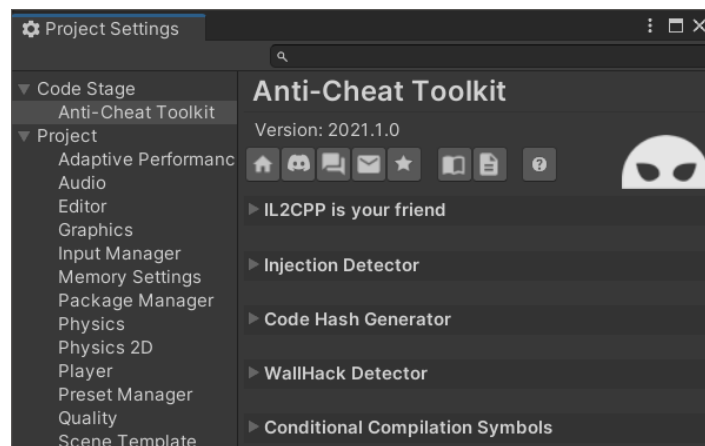 Project Settings
Code Stage
Anti-Cheat Toolkit
Project
Adaptive Performanc
Audio
Editor
Graphics
Input Manager
Memory Settings
Package Manager
Physics
Physics 2D
Player
Preset Manager
Quality
Scene Template
Anti-Cheat Toolkit
Version: 2021.1.0
IL2CPP is your friend
Injection Detector
Code Hash Generator
WallHack Detector
Conditional Compilation Symbols